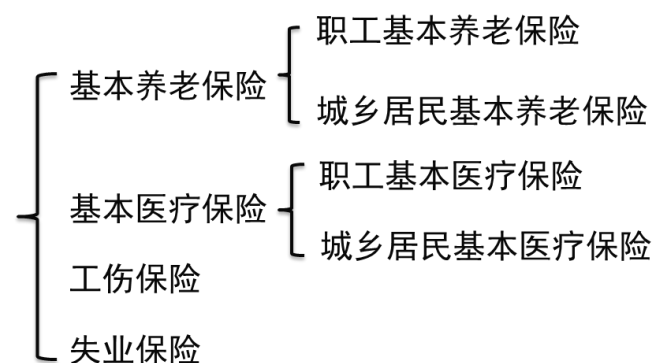 基本养老保险
职工基本养老保险
城乡居民基本养老保险
基本医疗保险
职工基本医疗保险
城乡居民基本医疗保险
工伤保险
失业保险